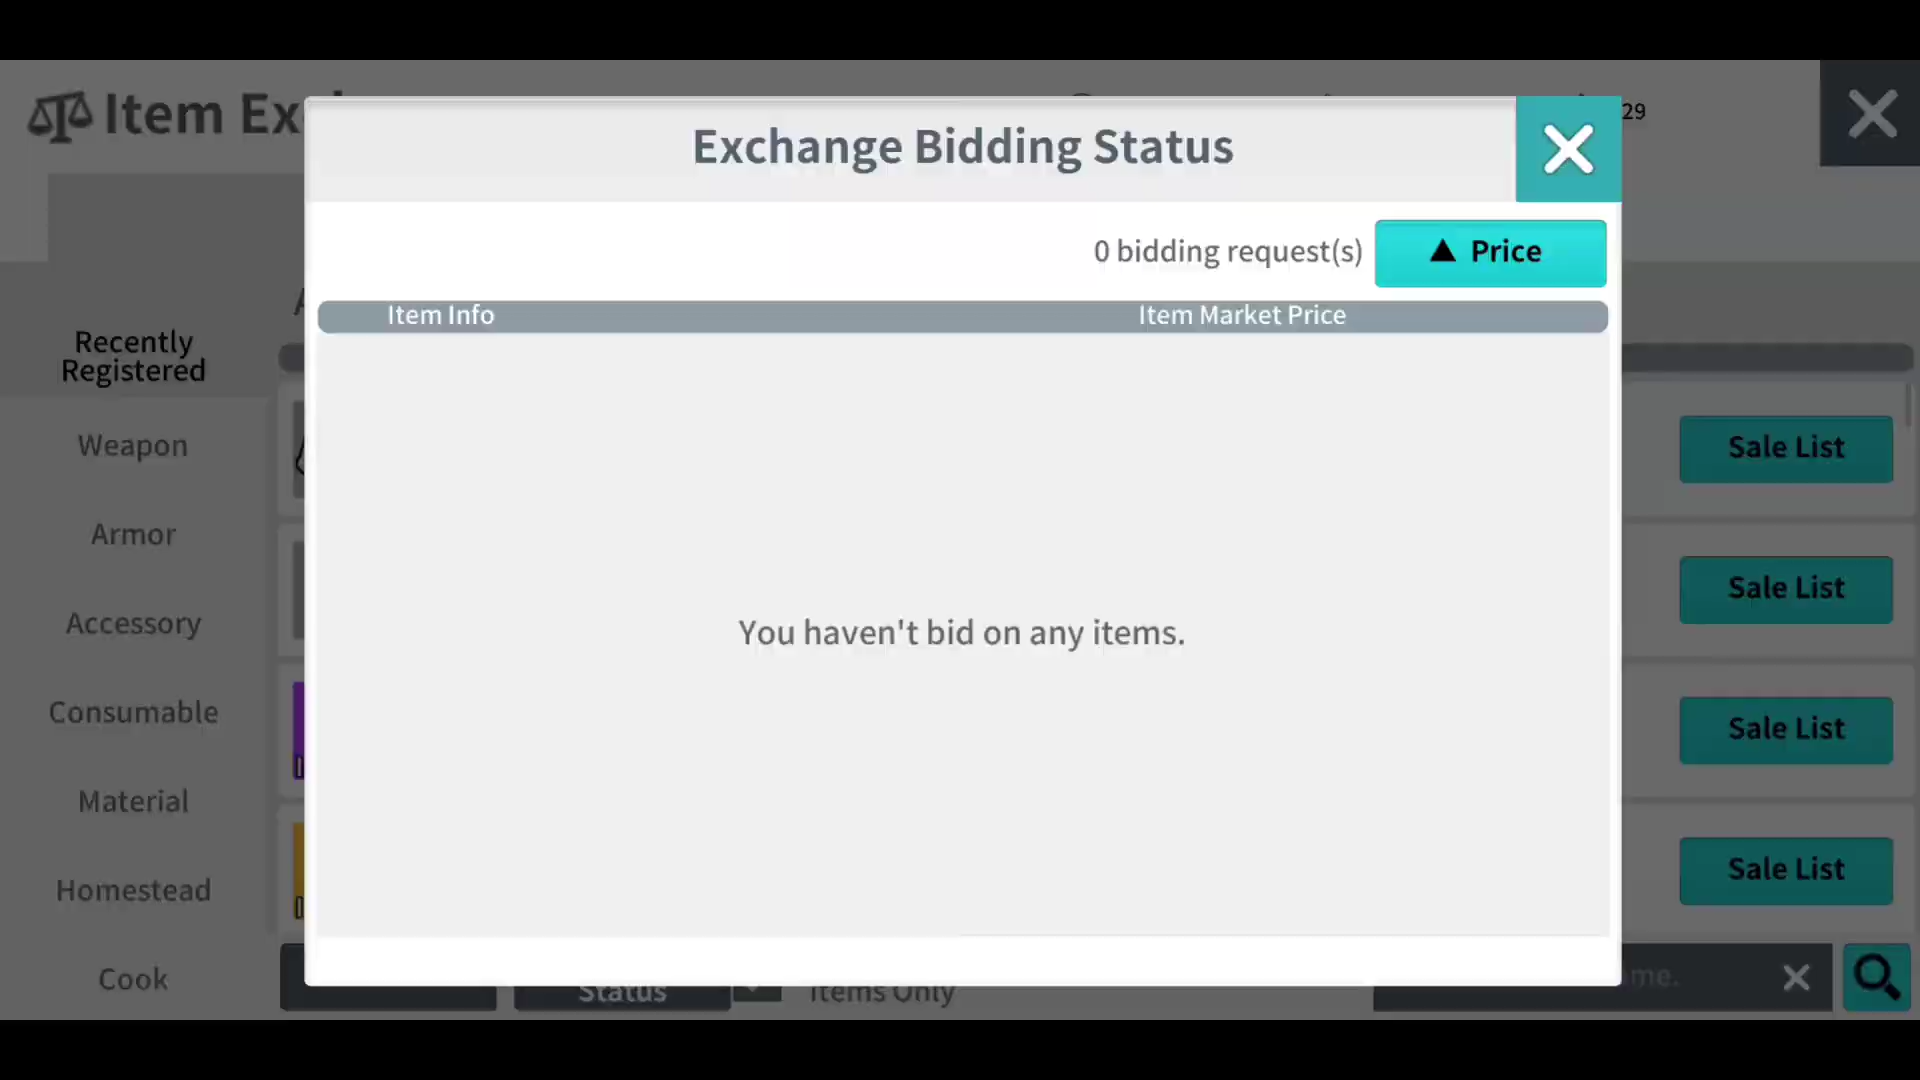 Item Ex
29
Exchange Bidding Status
0 bidding request(s)
▲ Price
Item Info
Item Market Price
Recently
Registered
Weapon
Armor
Accessory
Consumable
Material
Homestead
Cook
You haven't bid on any items.
Sale List
Sale List
Sale List
Sale List
Status
Items Only
me.